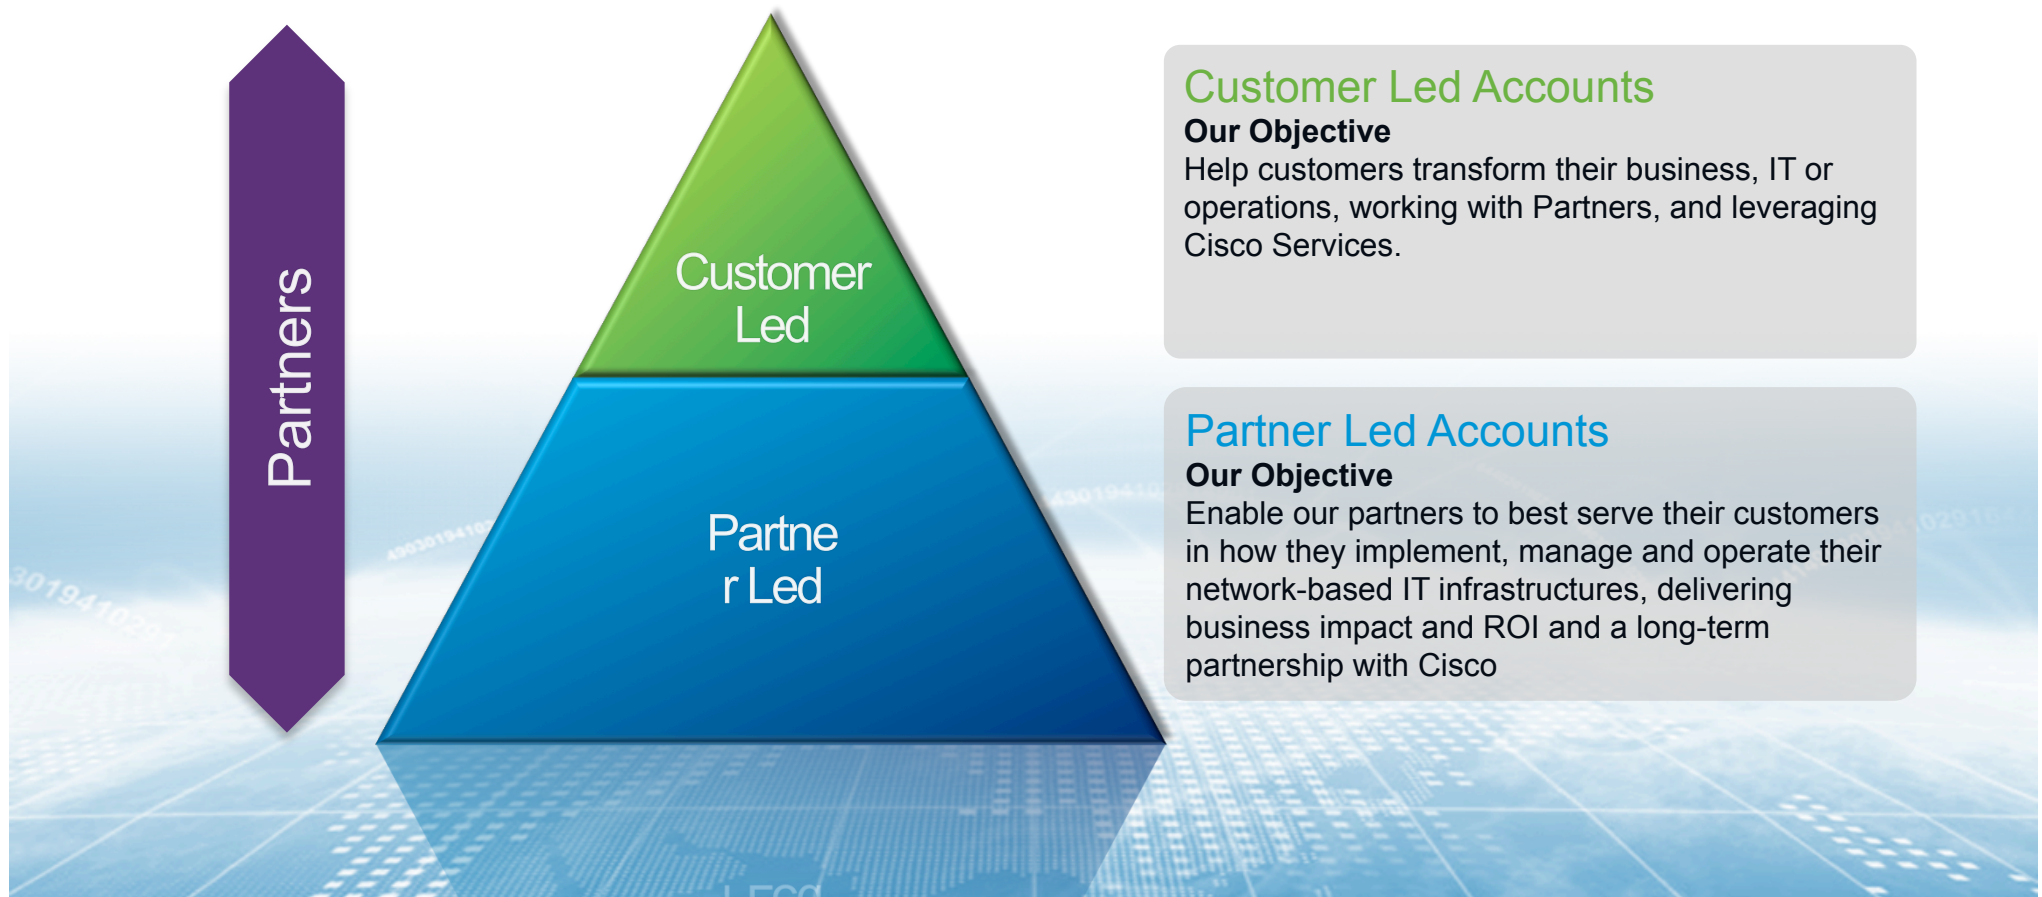 Partners
Customer
Led
Partne
r Led
Customer Led Accounts
Our Objective
Help customers transform their business, IT or
operations, working with Partners, and leveraging
Cisco Services.
Partner Led Accounts
Our Objective
Enable our partners to best serve their customers
in how they implement, manage and operate their
network-based IT infrastructures, delivering
business impact and ROI and a long-term
partnership with Cisco